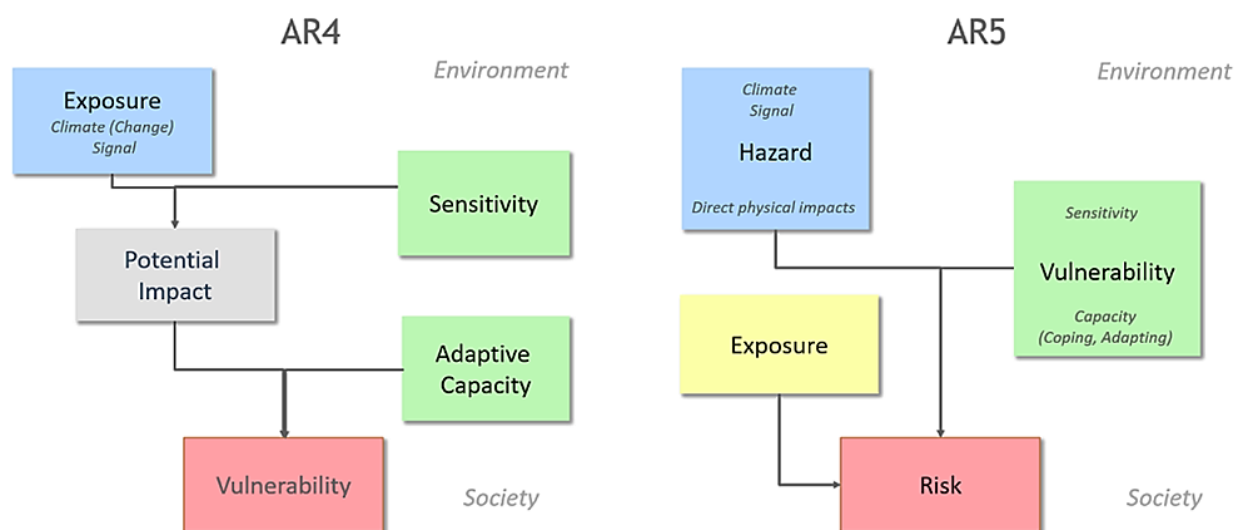 AR4
Environment
Exposure
Climate (Change)
Signal
Sensitivity
Potential
Impact
Adaptive
Capacity
Vulnerability
Society
AR5
Environment
Climate
Signal
Hazard
Direct physical impacts
Sensitivity
Vulnerability
Capacity
(Coping, Adapting)
Exposure
Risk
Society